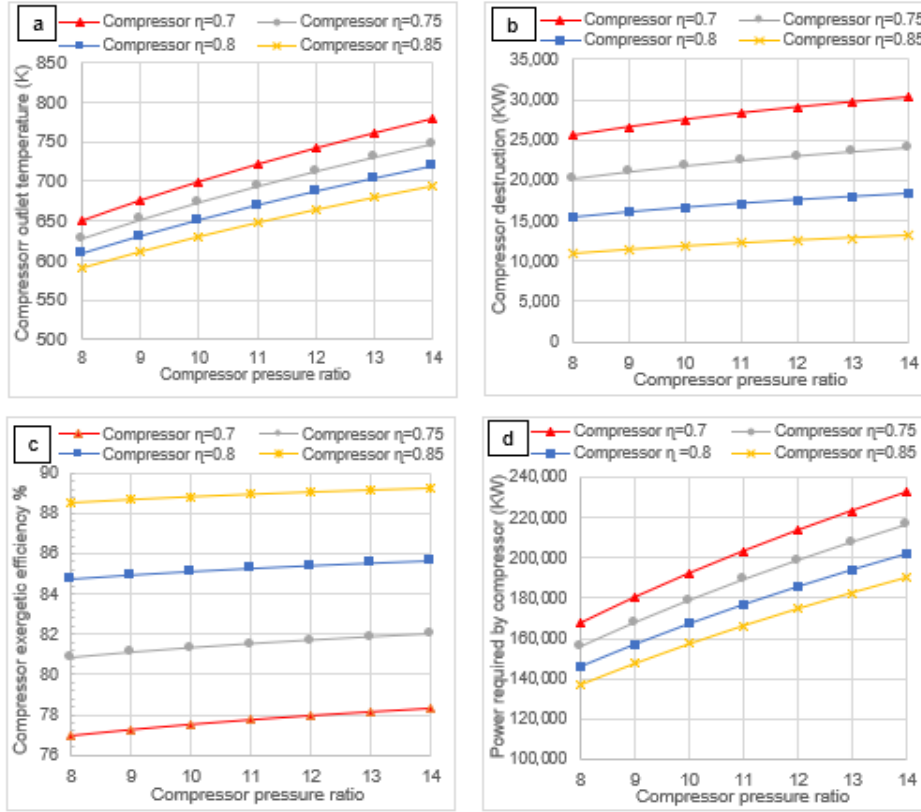 a
Compressor η=0.7
Compressor η=0.75
Compressor η=0.8
Compressor η=0.85
Compressorr outlet temperature (K)
850
800
750
700
650
600
550
500
8 9 10 11 12 13 14
Compressor pressure ratio
b
Compressor η=0.7
Compressor η=0.75
Compressor η=0.8
Compressor η=0.85
Compressor destruction (KW)
35,000
30,000
25,000
20,000
15,000
10,000
5,000
0
8 9 10 11 12 13 14
Compressor pressure ratio
c
Compressor η=0.7
Compressor η=0.75
Compressor η=0.8
Compressor η=0.85
Compressor exergetic efficiency %
90
88
86
84
82
80
78
76
8 9 10 11 12 13 14
Compressor pressure ratio
d
Compressor η=0.7
Compressor η=0.75
Compressor η =0.8
Compressor η=0.85
Power required by compressor (KW)
240,000
220,000
200,000
180,000
160,000
140,000
120,000
100,000
8 9 10 11 12 13 14
Compressor pressure ratio